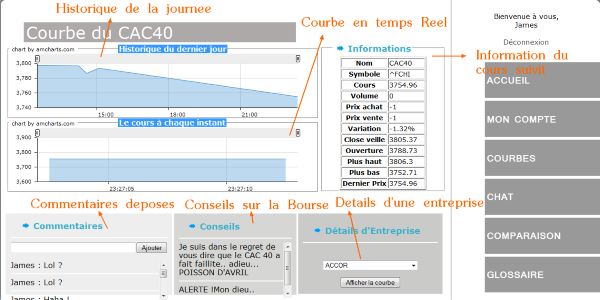 Historique de la journee
Courbe du CAC40
Courbe en temps Reel
Bienvenue à vous,
James
Déconnexion
chart by amcharts.com
Historique du dernier jour
3,800
3,780
3,760
3,740
15:00
18:00
21:00
chart by amcharts.com
Le cours à chaque instant
3,900
3,800
3,700
3,600
23:27:05
23:27:10
Informations
Nom CAC40
Symbole ^FCHI
Cours 3754.96
Volume 0
Prix achat -1
Prix vente -1
Variation -1.32%
Close veille 3805.37
Ouverture 3788.73
Plus haut 3806.3
Plus bas 3752.71
Dernier Prix 3754.96
Information du
cours suivit
ACCUEIL
MON COMPTE
COURBES
CHAT
COMPARAISON
GLOSSAIRE
Commentaires deposes
Conseils sur la Bourse
Details d'une entreprise
Commentaires
Ajouter
James : Lol ?
James : Lol ?
James : Haha !
Conseils
Je suis dans le regret de
vous dire que le CAC 40 a
fait faillite.. adieu...
POISSON D'AVRIL
ALERTE !Mon dieu..
Détails d'Entreprise
ACCOR
Afficher la courbe